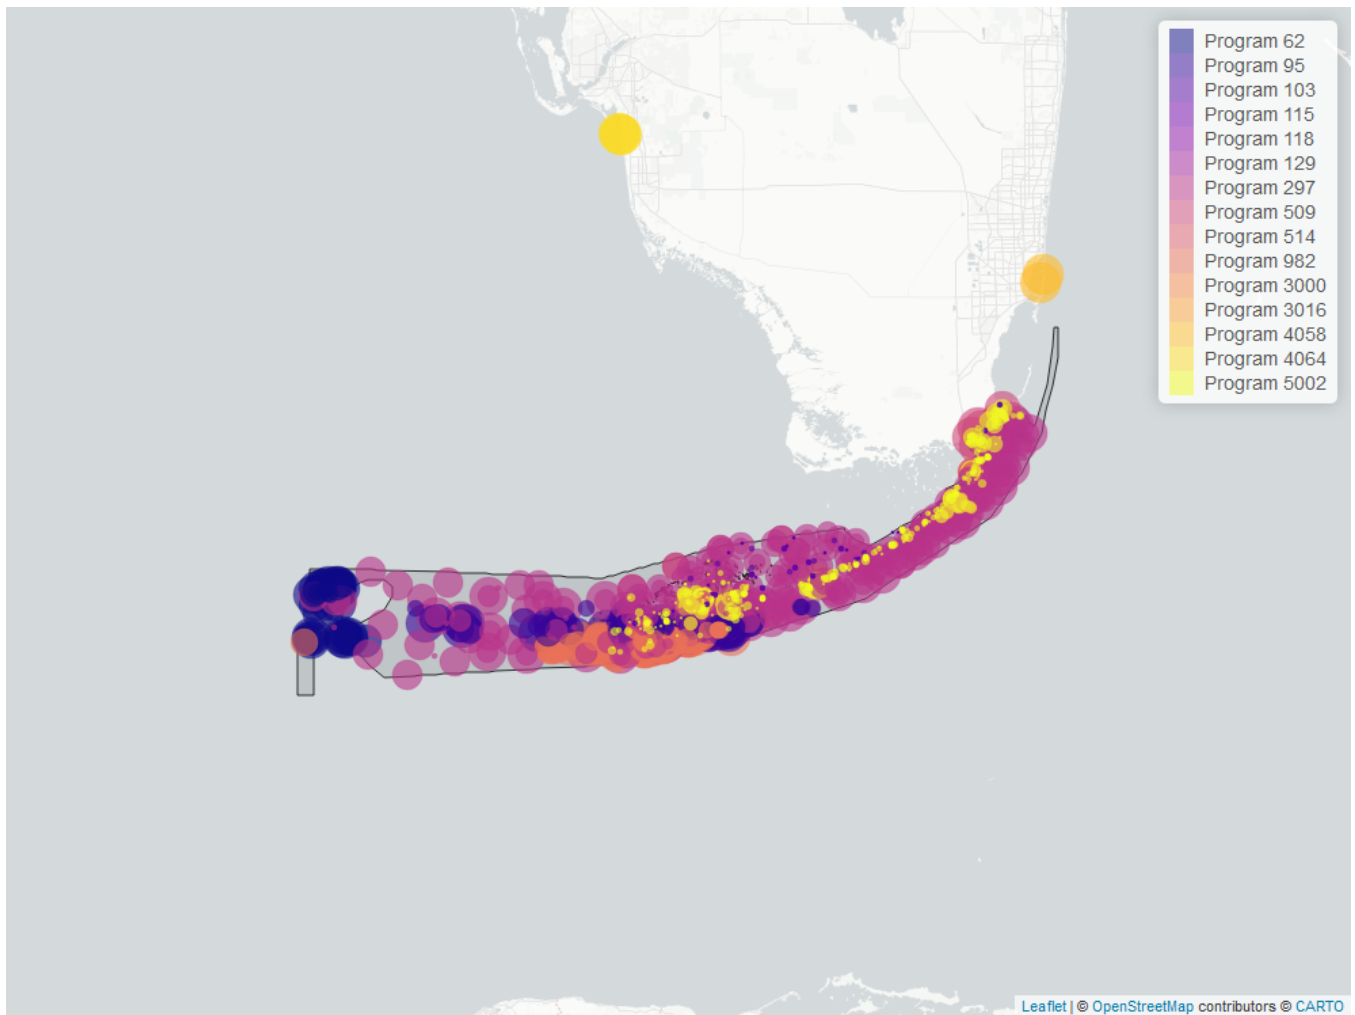 Program 62
Program 95
Program 103
Program 115
Program 118
Program 129
Program 297
Program 509
Program 514
Program 982
Program 3000
Program 3016
Program 4058
Program 4064
Program 5002
Leaflet | © OpenStreetMap contributors © CARTO